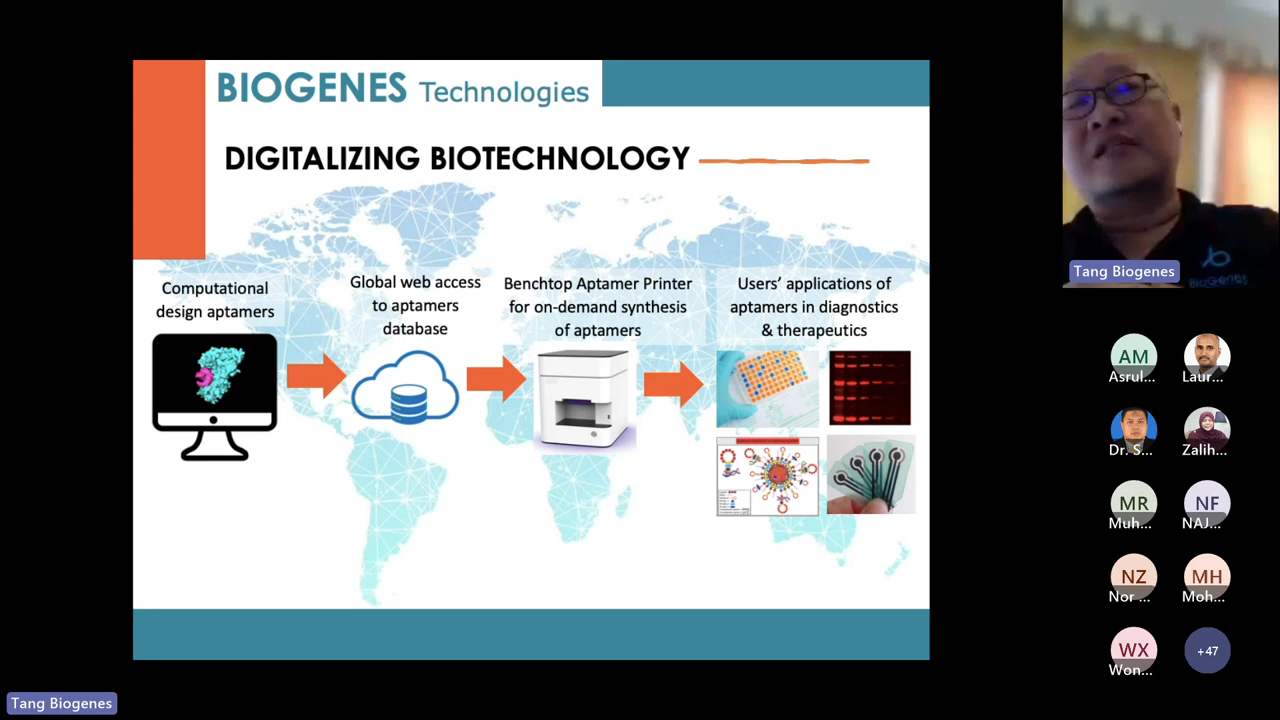 BIOGENES Technologies
DIGITALIZING BIOTECHNOLOGY
Computational
design aptamers
Global web access
to aptamers
database
Benchtop Aptamer Printer
for on-demand synthesis
of aptamers
Users’ applications of
aptamers in diagnostics
& therapeutics
Tang Biogenes
BIOGENES
AM
Asrul...
Laur...
Dr. S...
Zalih...
MR
Muh...
NF
NAJ...
NZ
Nor ...
MH
Moh...
WX
Won...
+47
Tang Biogenes